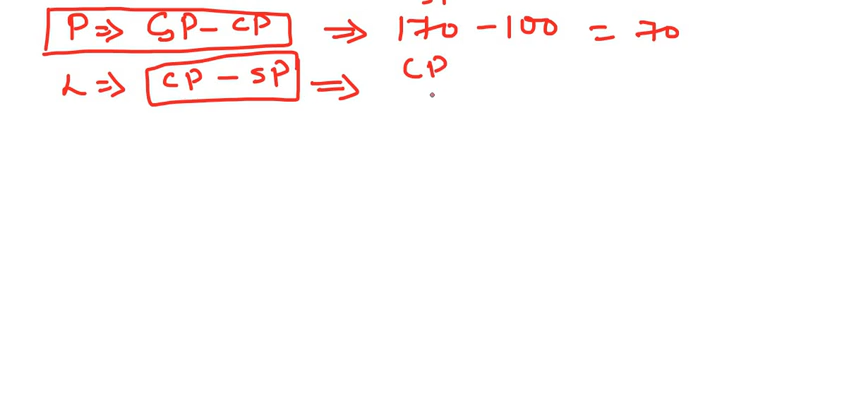 P ⇒ SP - CP ⇒ 170 - 100 = 70
L ⇒ CP - SP ⇒ CP